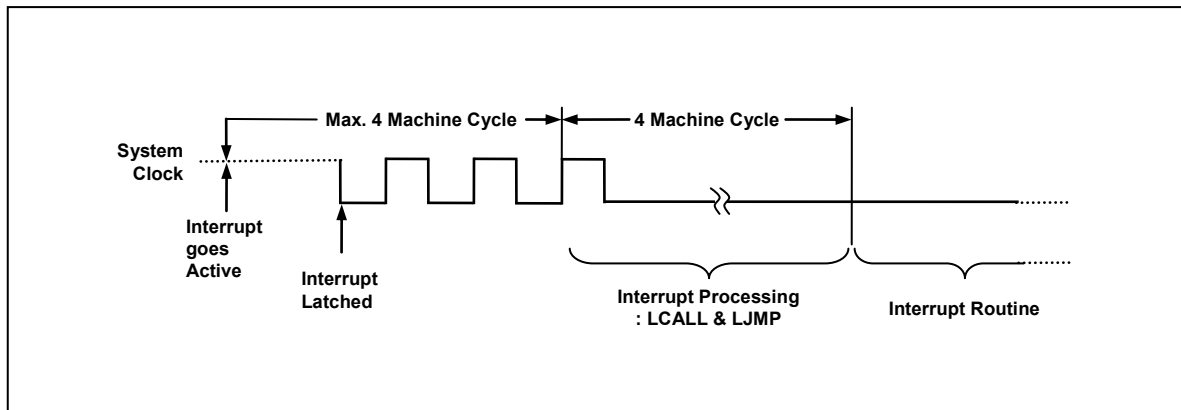 Max. 4 Machine Cycle
4 Machine Cycle
System
Clock
Interrupt
goes
Active
Interrupt
Latched
Interrupt Processing
: LCALL & LJMP
Interrupt Routine